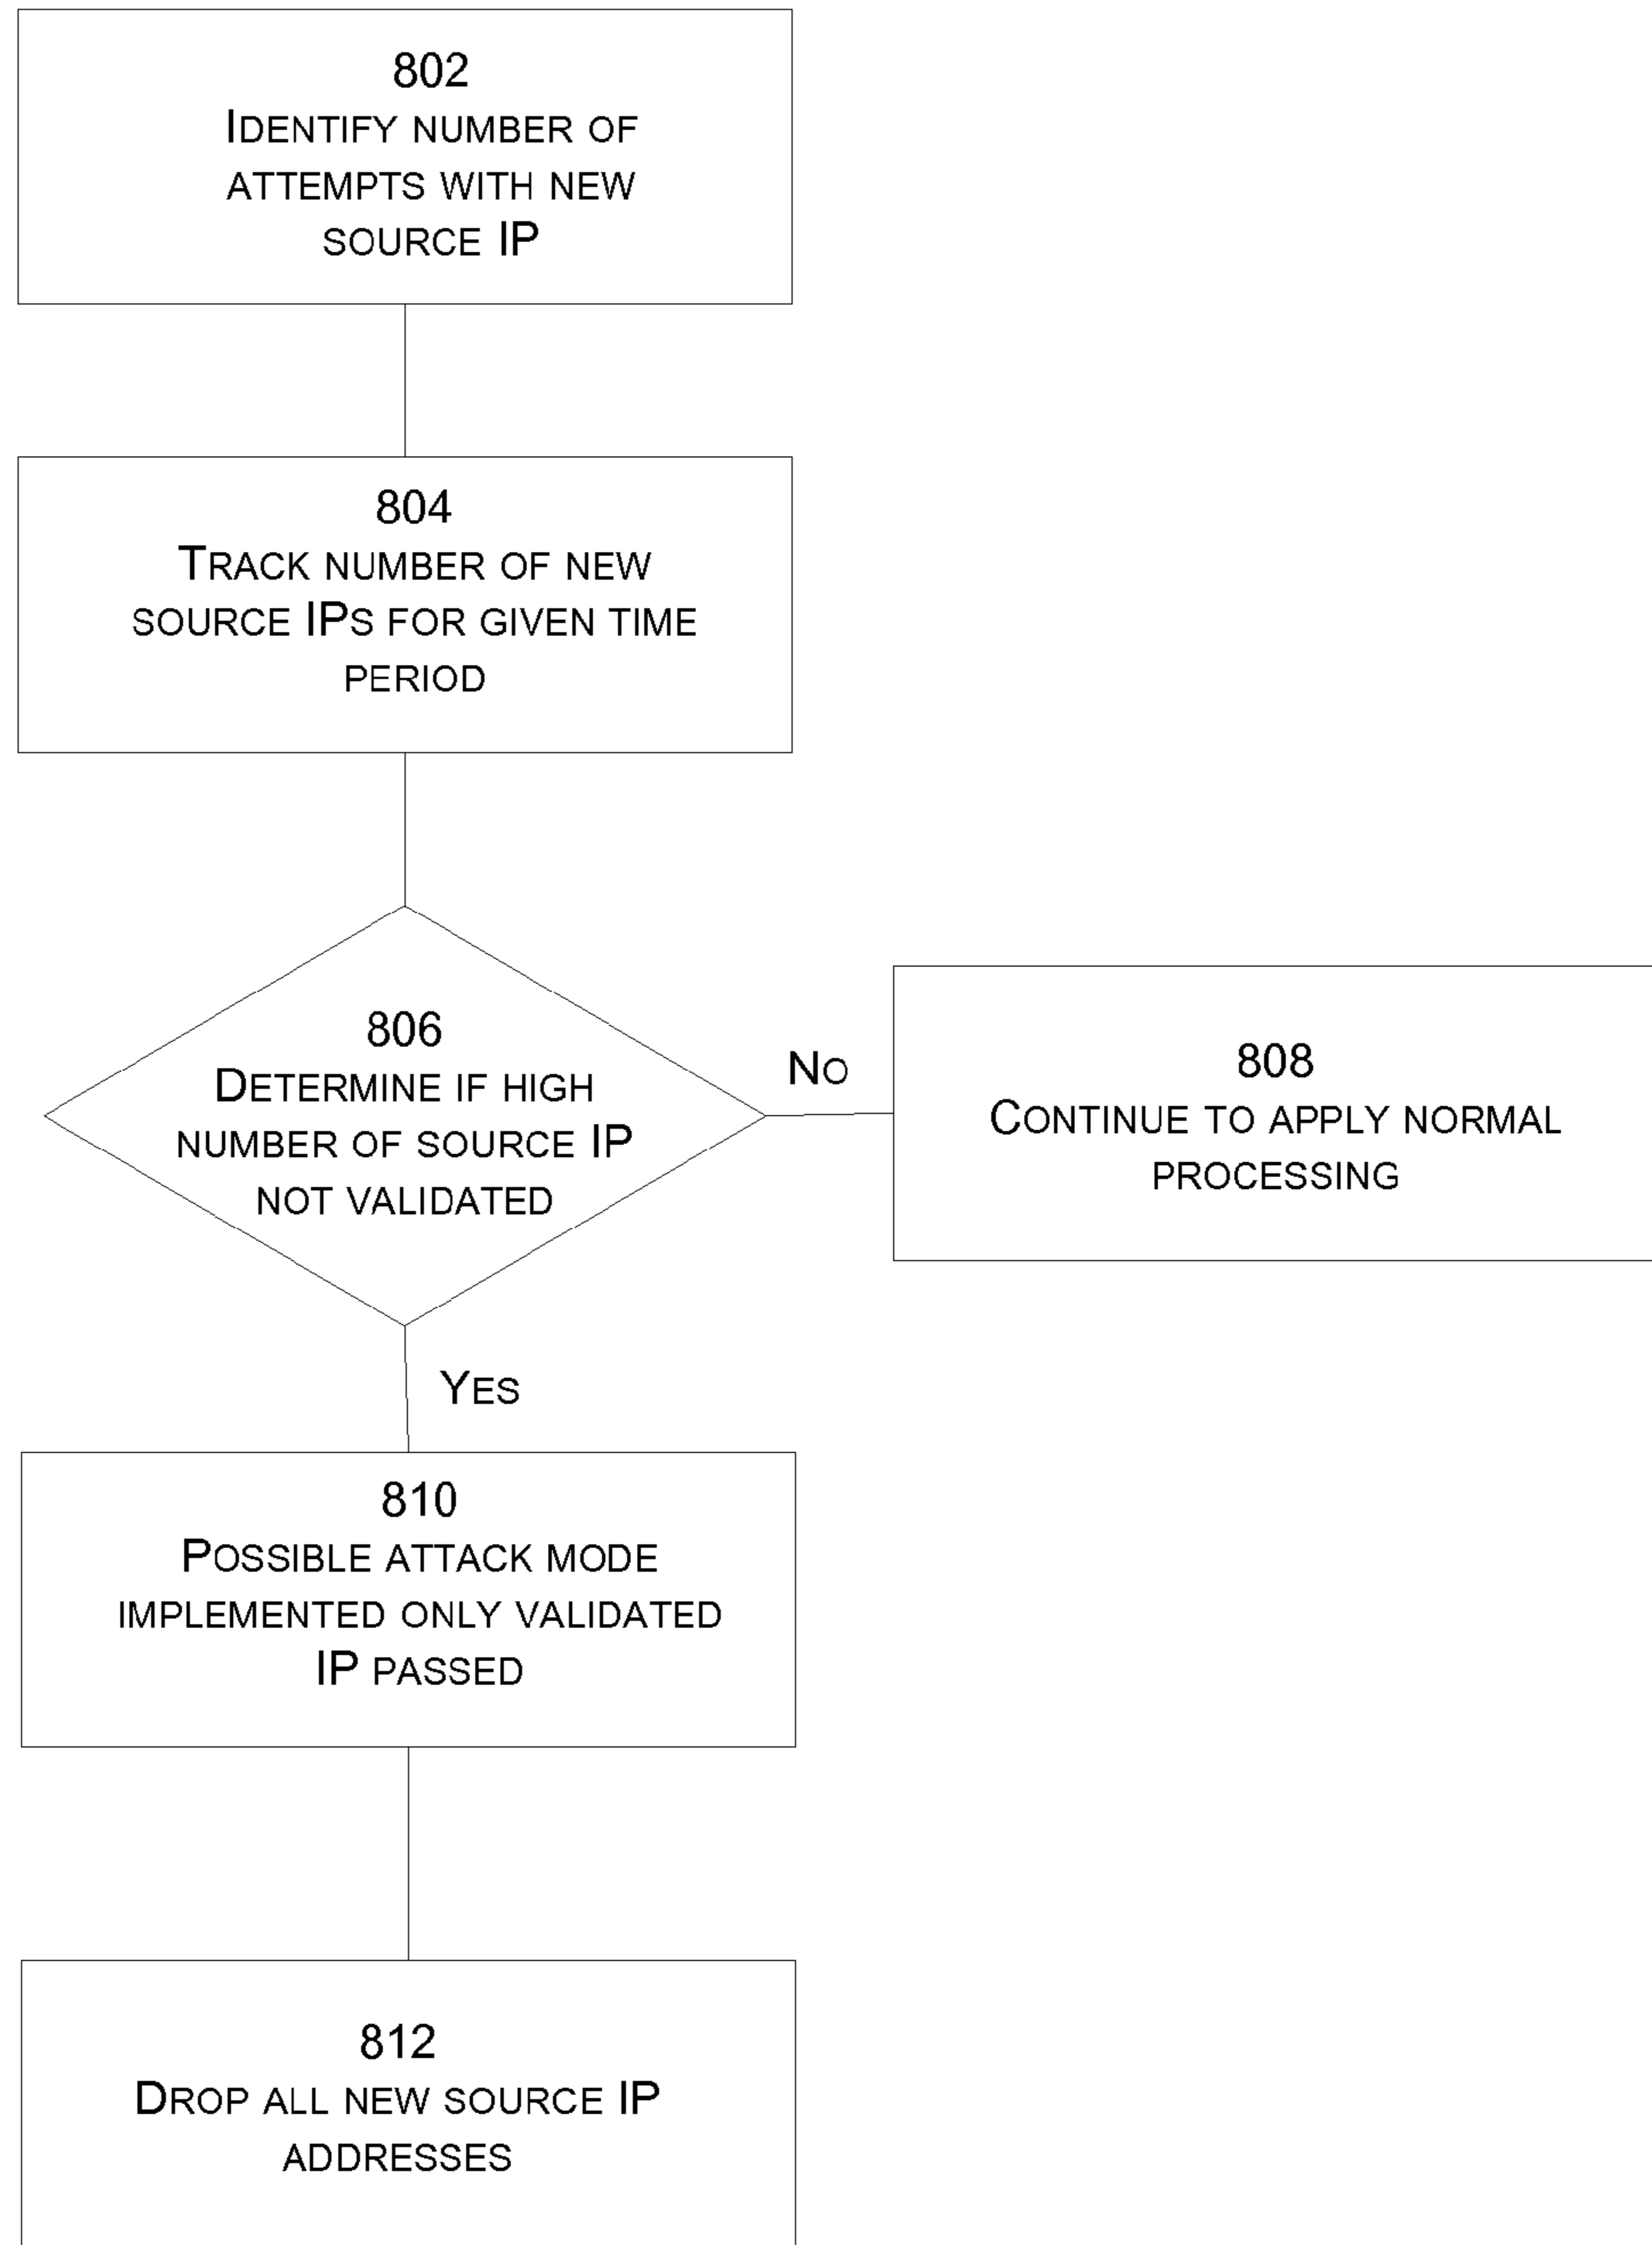 802
Identify number of
attempts with new
source IP
804
Track number of new
source IPs for given time
period
806
Determine if high
number of source IP
not validated
No
808
Continue to apply normal
processing
Yes
810
Possible attack mode
implemented only validated
IP passed
812
Drop all new source IP
addresses